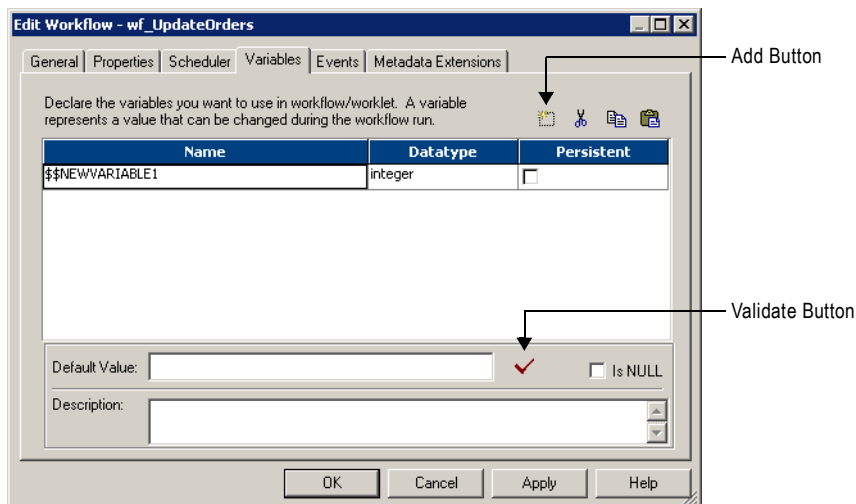 Edit Workflow - wf_UpdateOrders
General Properties Scheduler Variables Events Metadata Extensions
Add Button
Declare the variables you want to use in workflow/worklet. A variable
represents a value that can be changed during the workflow run.
Name Datatype Persistent
$$NEWVARIABLE1 integer
Validate Button
Default Value: Is NULL
Description:
OK Cancel Apply Help